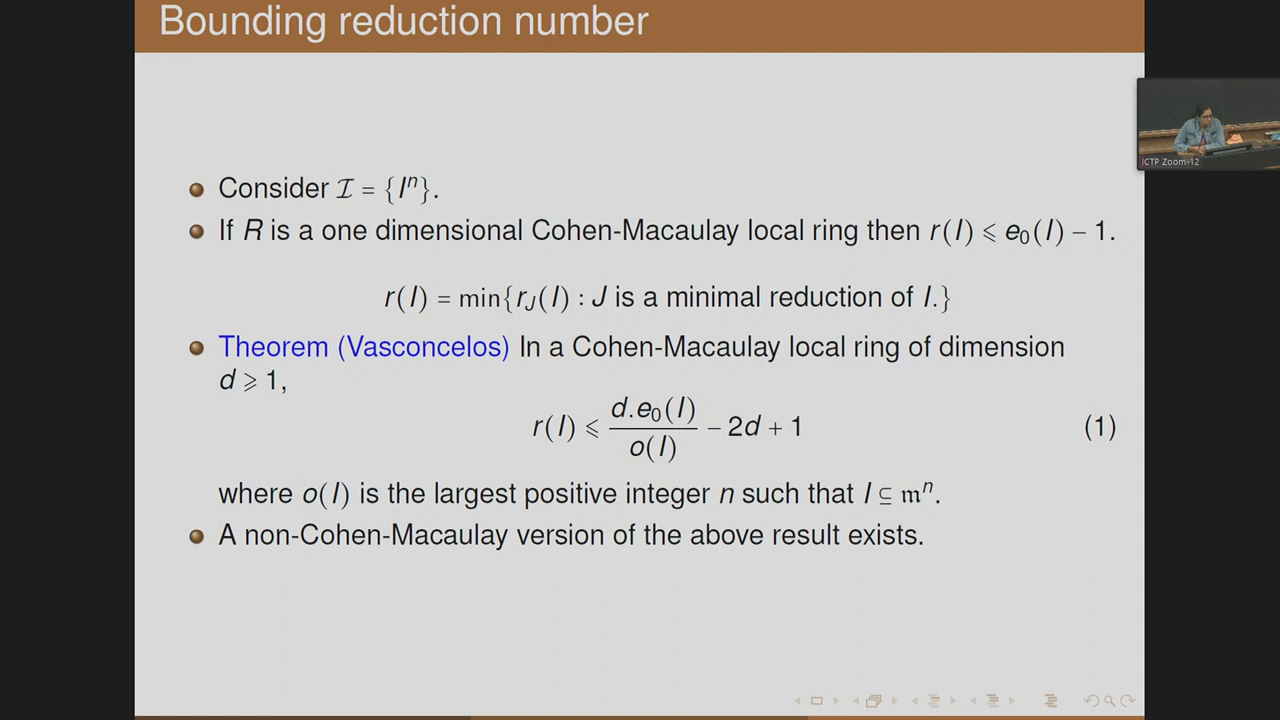 Bounding reduction number
ICTP Zoom-12
Consider 𝓘 = {Iⁿ}.
If R is a one dimensional Cohen-Macaulay local ring then r(I) ⩽ e₀(I) − 1.
r(I) = min{r_J(I) : J is a minimal reduction of I.}
Theorem (Vasconcelos) In a Cohen-Macaulay local ring of dimension
d ⩾ 1,
r(I) ⩽ \frac{d.e₀(I)}{o(I)} − 2d + 1 (1)
where o(I) is the largest positive integer n such that I ⊆ 𝔪ⁿ.
A non-Cohen-Macaulay version of the above result exists.